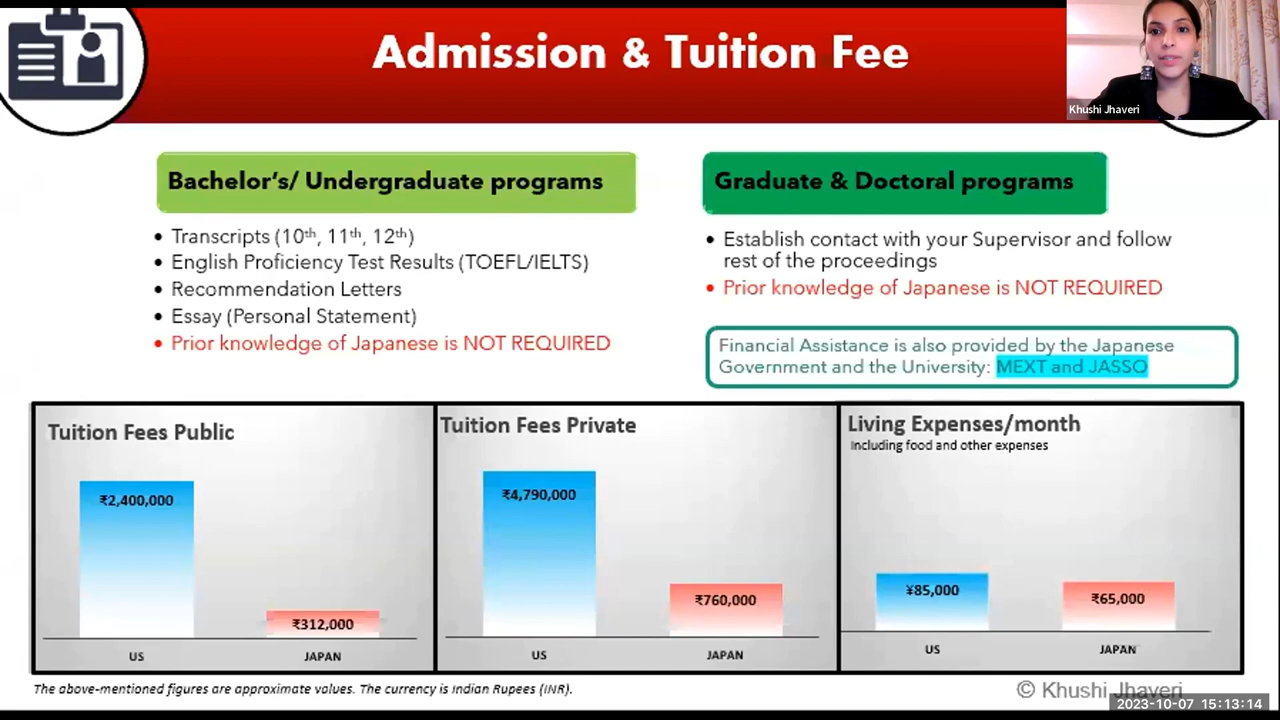 Admission & Tuition Fee
Khushi Jhaveri
Bachelor's/ Undergraduate programs
• Transcripts (10th, 11th, 12th)
• English Proficiency Test Results (TOEFL/IELTS)
• Recommendation Letters
• Essay (Personal Statement)
• Prior knowledge of Japanese is NOT REQUIRED
Graduate & Doctoral programs
• Establish contact with your Supervisor and follow
rest of the proceedings
• Prior knowledge of Japanese is NOT REQUIRED
Financial Assistance is also provided by the Japanese
Government and the University: MEXT and JASSO
Tuition Fees Public
₹2,400,000
₹312,000
US JAPAN
Tuition Fees Private
₹4,790,000
₹760,000
US JAPAN
Living Expenses/month
Including food and other expenses
¥85,000
₹65,000
US JAPAN
The above-mentioned figures are approximate values. The currency is Indian Rupees (INR).
© Khushi Jhaveri
2023-10-07 15:13:14